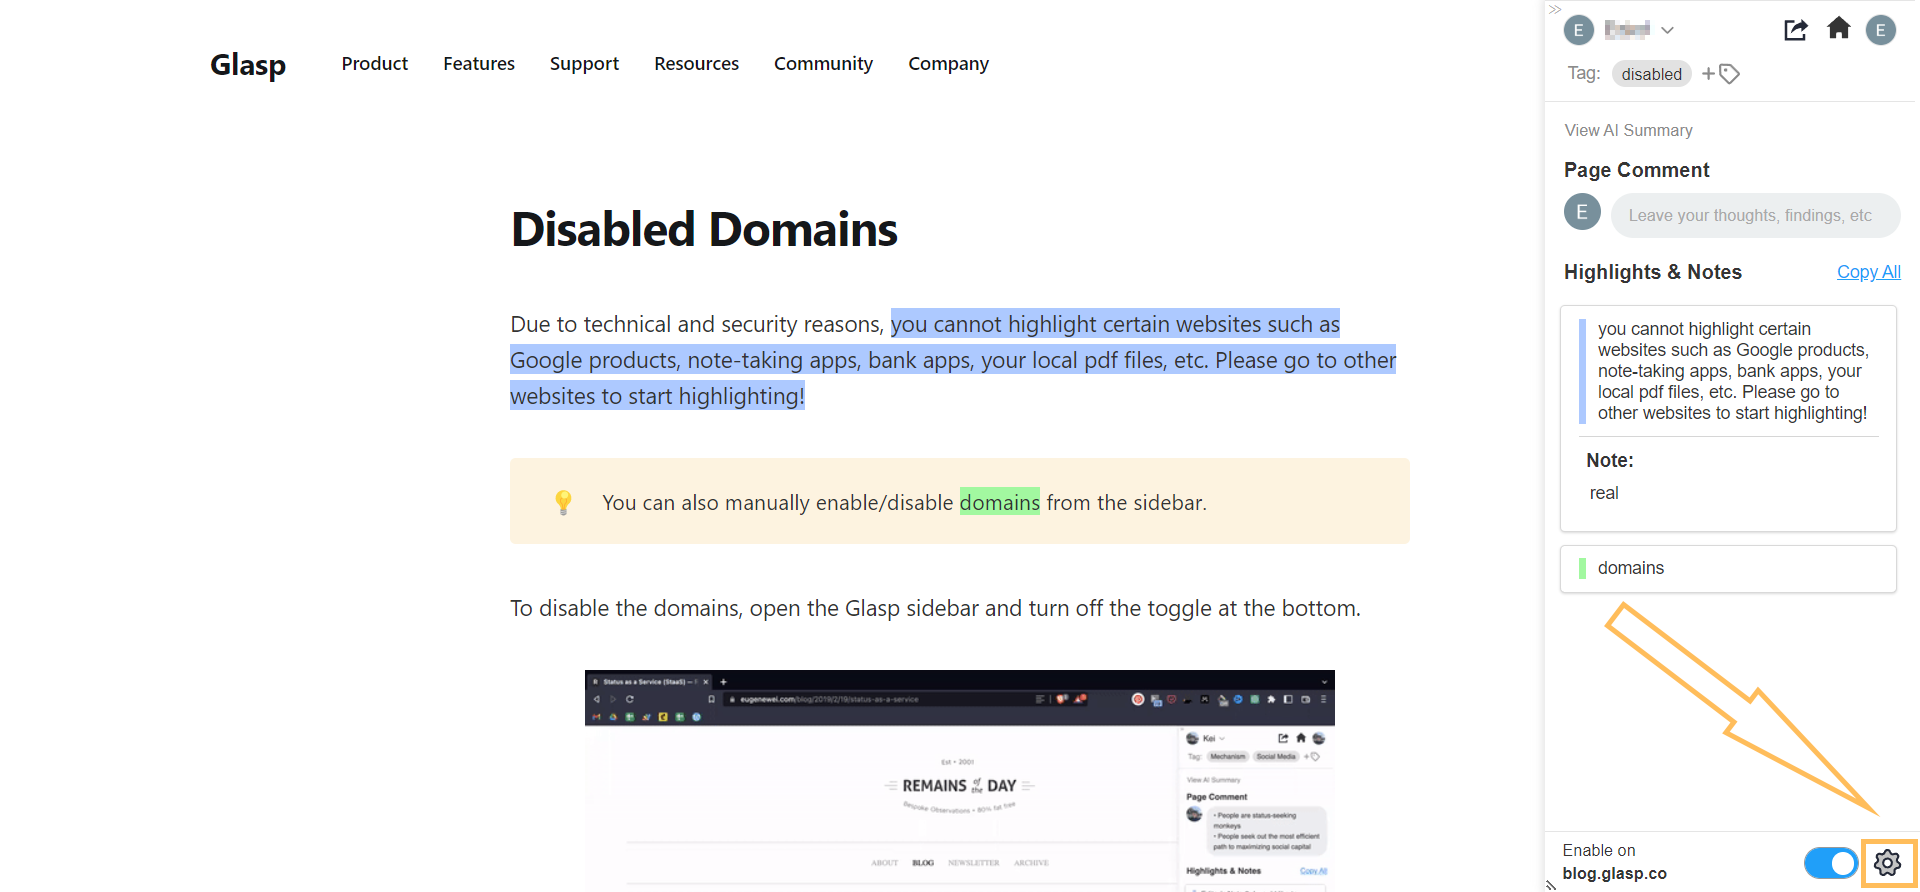 Glasp
Product Features Support Resources Community Company
Disabled Domains
Due to technical and security reasons, you cannot highlight certain websites such as
Google products, note-taking apps, bank apps, your local pdf files, etc. Please go to other
websites to start highlighting!
You can also manually enable/disable domains from the sidebar.
To disable the domains, open the Glasp sidebar and turn off the toggle at the bottom.
R Status as a Service (StaaS) —
eugenewei.com/blog/2019/2/19/status-as-a-service
Est • 2001
REMAINS of the DAY
Bespoke Observations • 80% fat free
ABOUT BLOG NEWSLETTER ARCHIVE
Kei
Tag: Mechanism Social Media +
View AI Summary
Page Comment
• People are status-seeking
monkeys
• People seek out the most efficient
path to maximizing social capital
Highlights & Notes Copy All
E
E
Tag: disabled +
View AI Summary
Page Comment
E
Leave your thoughts, findings, etc
Highlights & Notes Copy All
you cannot highlight certain
websites such as Google products,
note-taking apps, bank apps, your
local pdf files, etc. Please go to
other websites to start highlighting!
Note:
real
domains
Enable on
blog.glasp.co